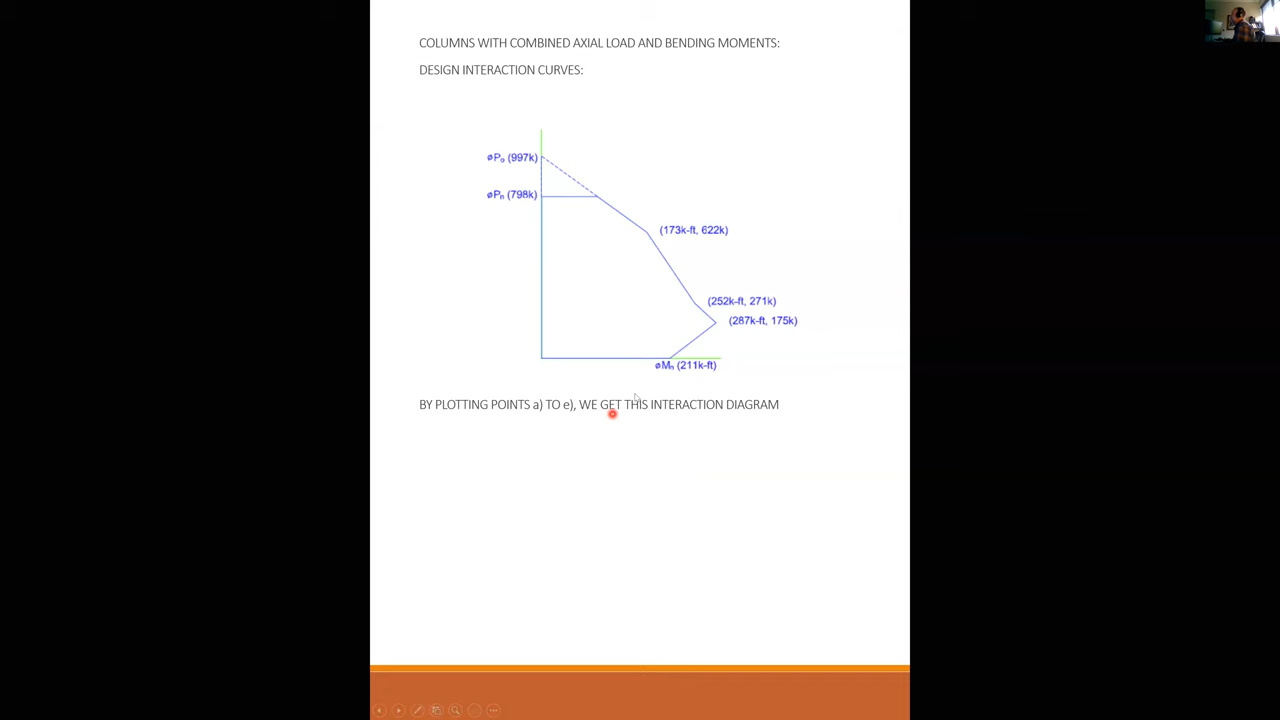 COLUMNS WITH COMBINED AXIAL LOAD AND BENDING MOMENTS:
DESIGN INTERACTION CURVES:
øPₒ (997k)
øPₙ (798k)
(173k-ft, 622k)
(252k-ft, 271k)
(287k-ft, 175k)
øMₙ (211k-ft)
BY PLOTTING POINTS a) TO e), WE GET THIS INTERACTION DIAGRAM